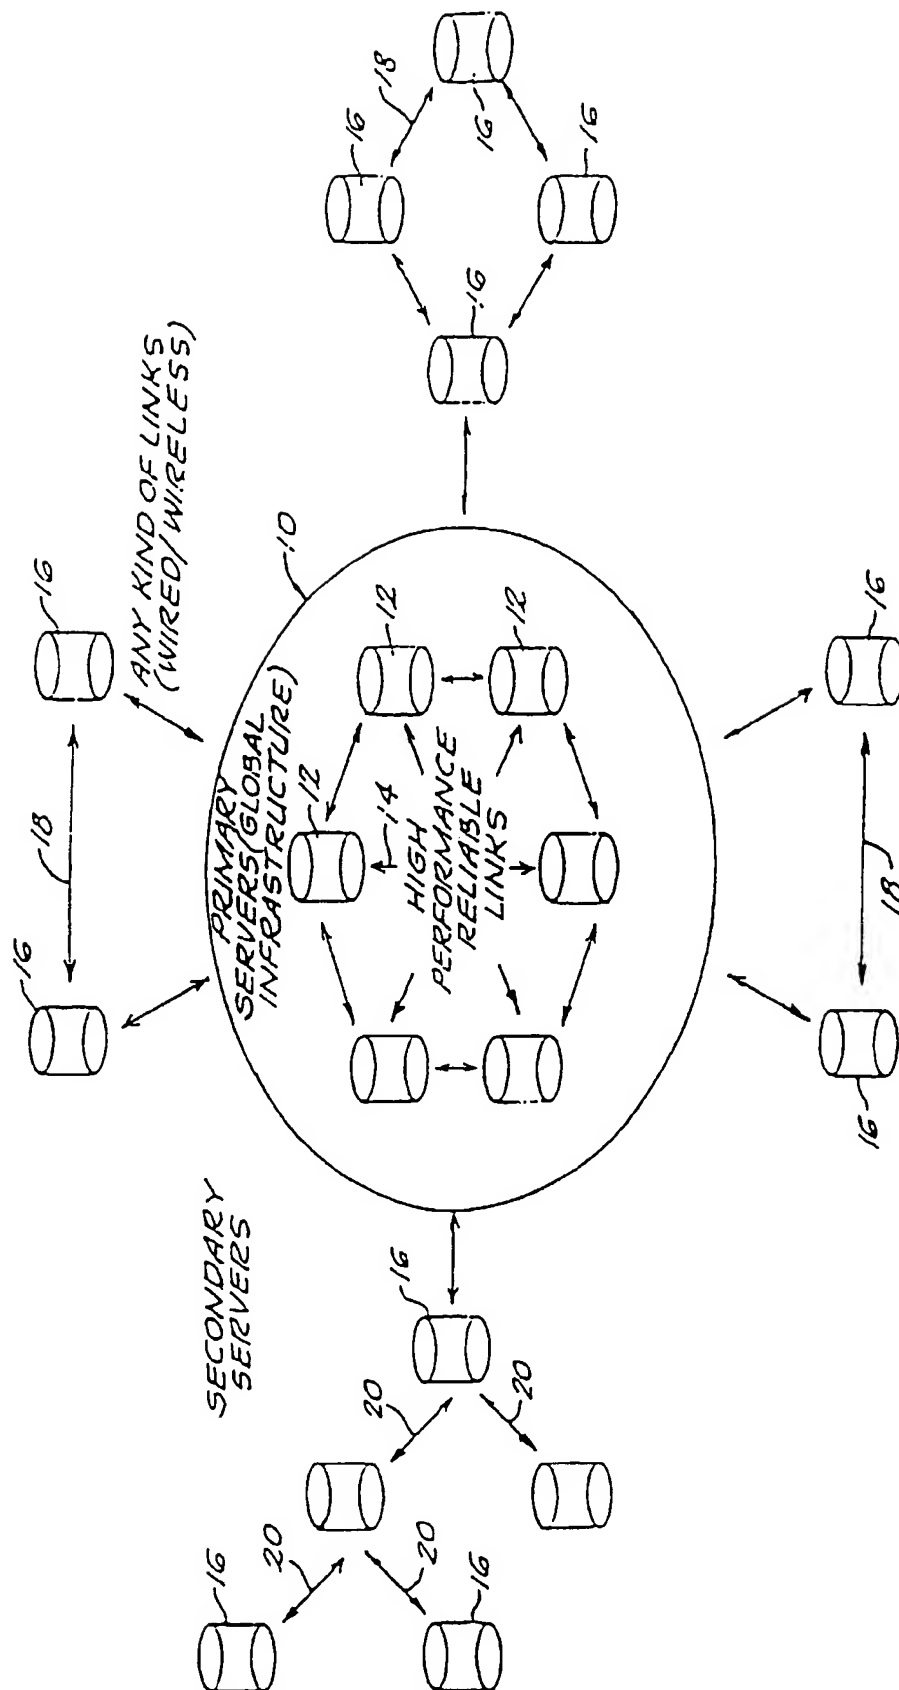 16
18
16
ANY KIND OF LINKS
(WIRED/WIRELESS)
SECONDARY
SERVERS
PRIMARY
SERVERS(GLOBAL
INFRASTRUCTURE)
10
12
16
20
16
18
20
16
14
12
20
HIGH
PERFORMANCE
RELIABLE
LINKS
16
16
16
20
12
16
16
18
16